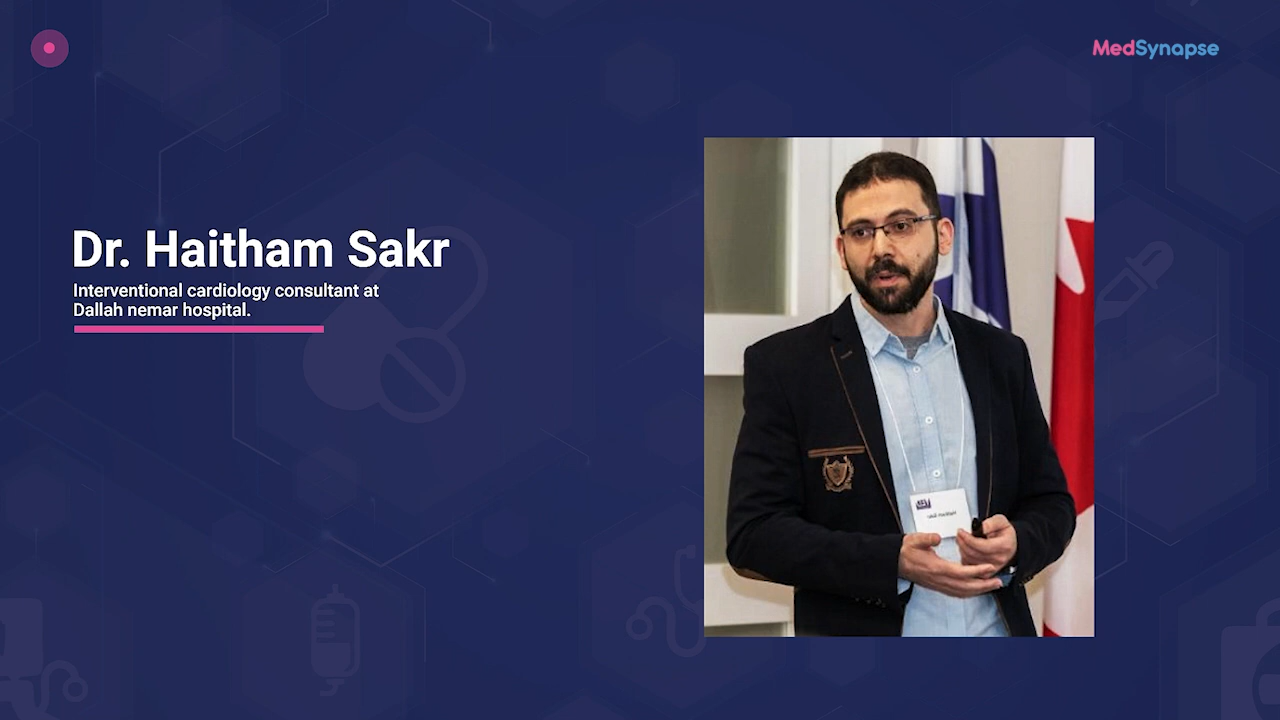 MedSynapse
Dr. Haitham Sakr
Interventional cardiology consultant at
Dallah nemar hospital.